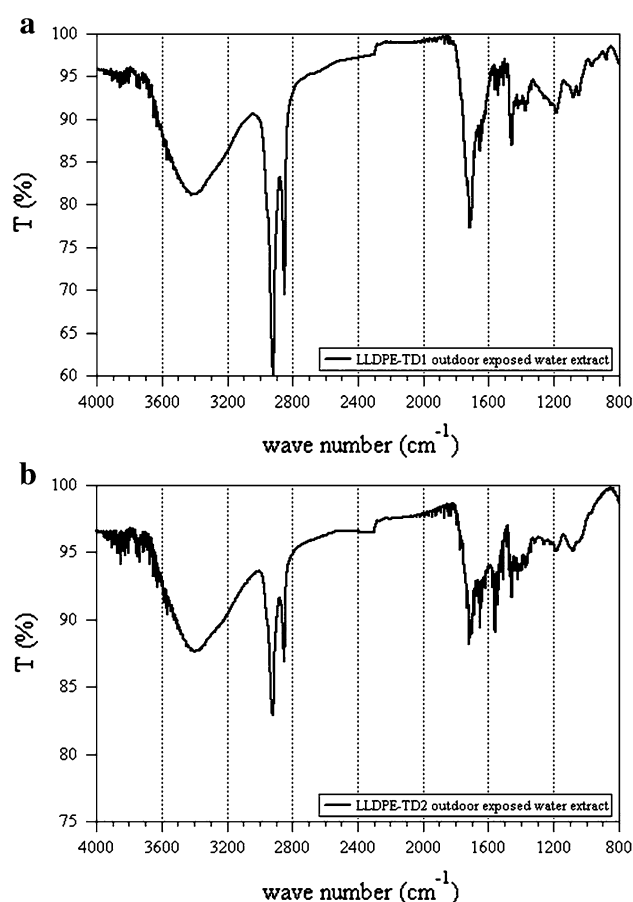 a
100
95
90
85
80
75
70
65
60
T (%)
LLDPE-TD1 outdoor exposed water extract
4000 3600 3200 2800 2400 2000 1600 1200 800
wave number (cm-1)
b
100
95
90
85
80
75
T (%)
LLDPE-TD2 outdoor exposed water extract
4000 3600 3200 2800 2400 2000 1600 1200 800
wave number (cm-1)